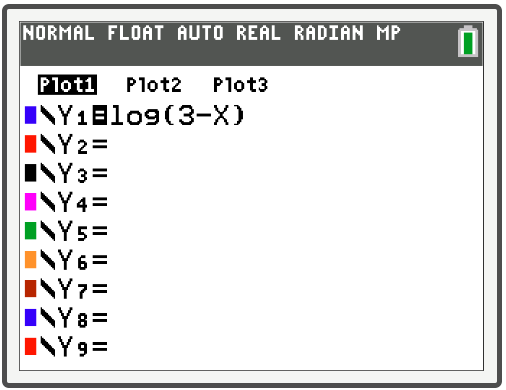 NORMAL FLOAT AUTO REAL RADIAN MP
Plot1 Plot2 Plot3
\Y1=log(3-X)
\Y2=
\Y3=
\Y4=
\Y5=
\Y6=
\Y7=
\Y8=
\Y9=